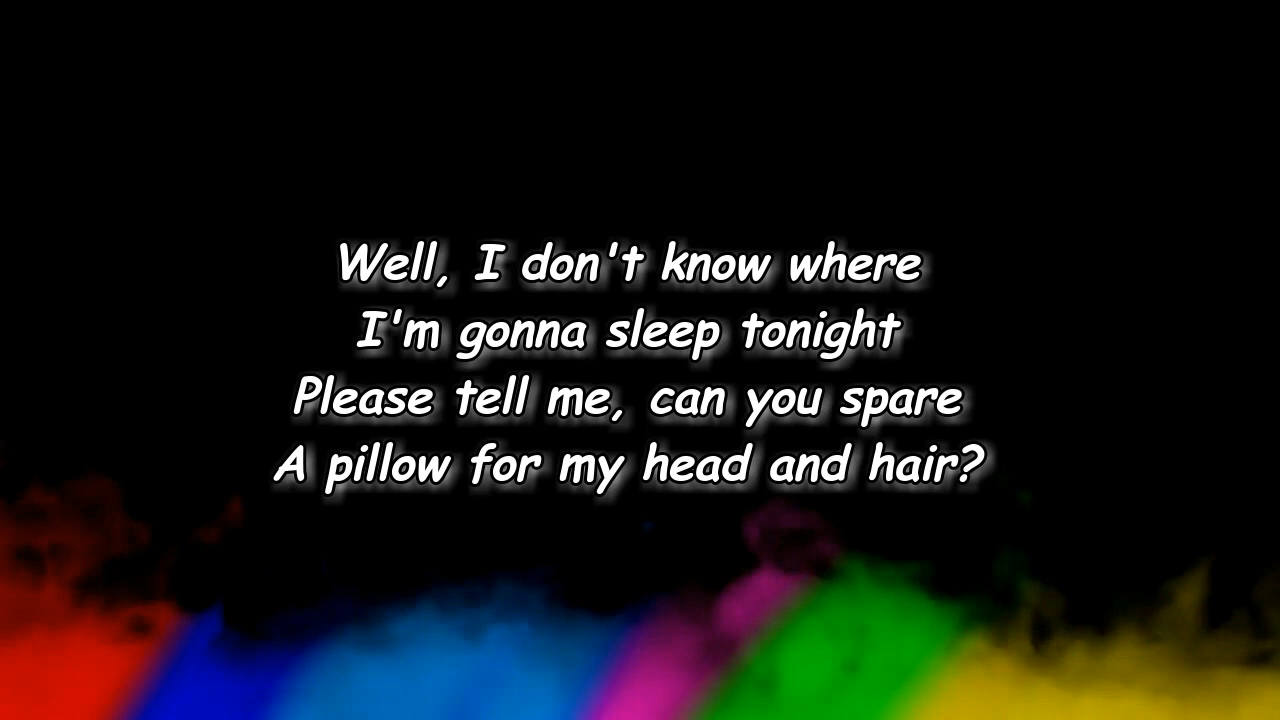 Well, I don't know where
I'm gonna sleep tonight
Please tell me, can you spare
A pillow for my head and hair?